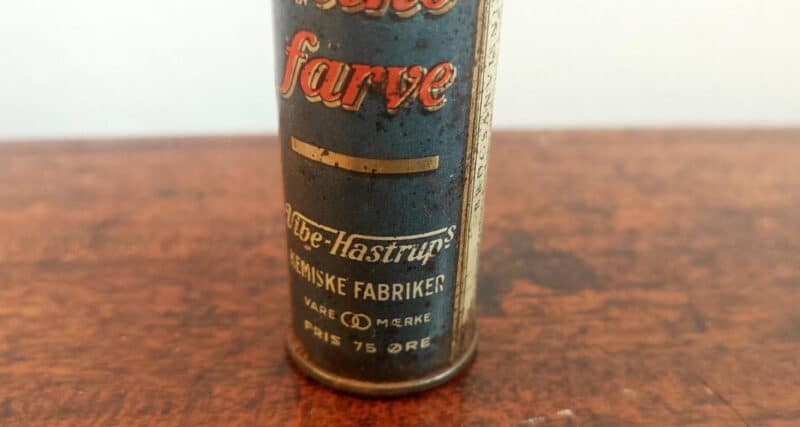 farve
Vibe-Hastrups
KEMISKE FABRIKER
VARE MÆRKE
PRIS 75 ØRE